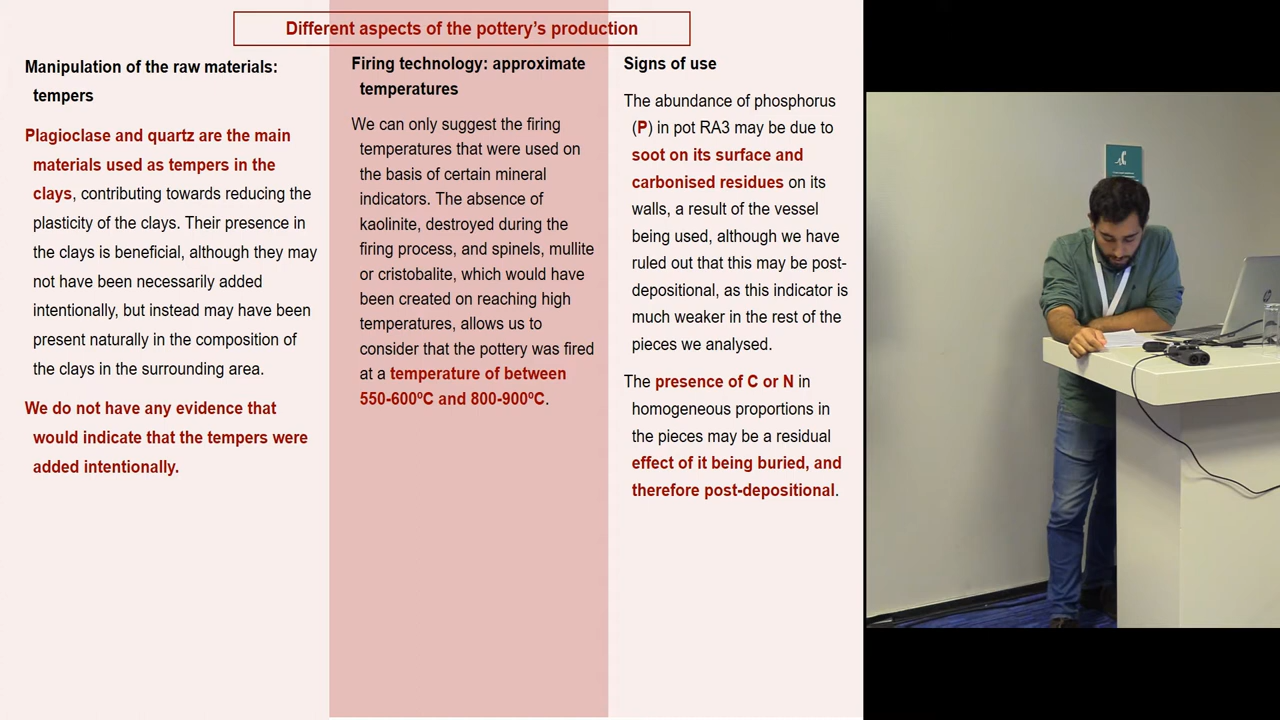 Different aspects of the pottery’s production
Manipulation of the raw materials:
tempers
Plagioclase and quartz are the main
materials used as tempers in the
clays, contributing towards reducing the
plasticity of the clays. Their presence in
the clays is beneficial, although they may
not have been necessarily added
intentionally, but instead may have been
present naturally in the composition of
the clays in the surrounding area.
We do not have any evidence that
would indicate that the tempers were
added intentionally.
Firing technology: approximate
temperatures
We can only suggest the firing
temperatures that were used on
the basis of certain mineral
indicators. The absence of
kaolinite, destroyed during the
firing process, and spinels, mullite
or cristobalite, which would have
been created on reaching high
temperatures, allows us to
consider that the pottery was fired
at a temperature of between
550-600ºC and 800-900ºC.
Signs of use
The abundance of phosphorus
(P) in pot RA3 may be due to
soot on its surface and
carbonised residues on its
walls, a result of the vessel
being used, although we have
ruled out that this may be post-
depositional, as this indicator is
much weaker in the rest of the
pieces we analysed.
The presence of C or N in
homogeneous proportions in
the pieces may be a residual
effect of it being buried, and
therefore post-depositional.